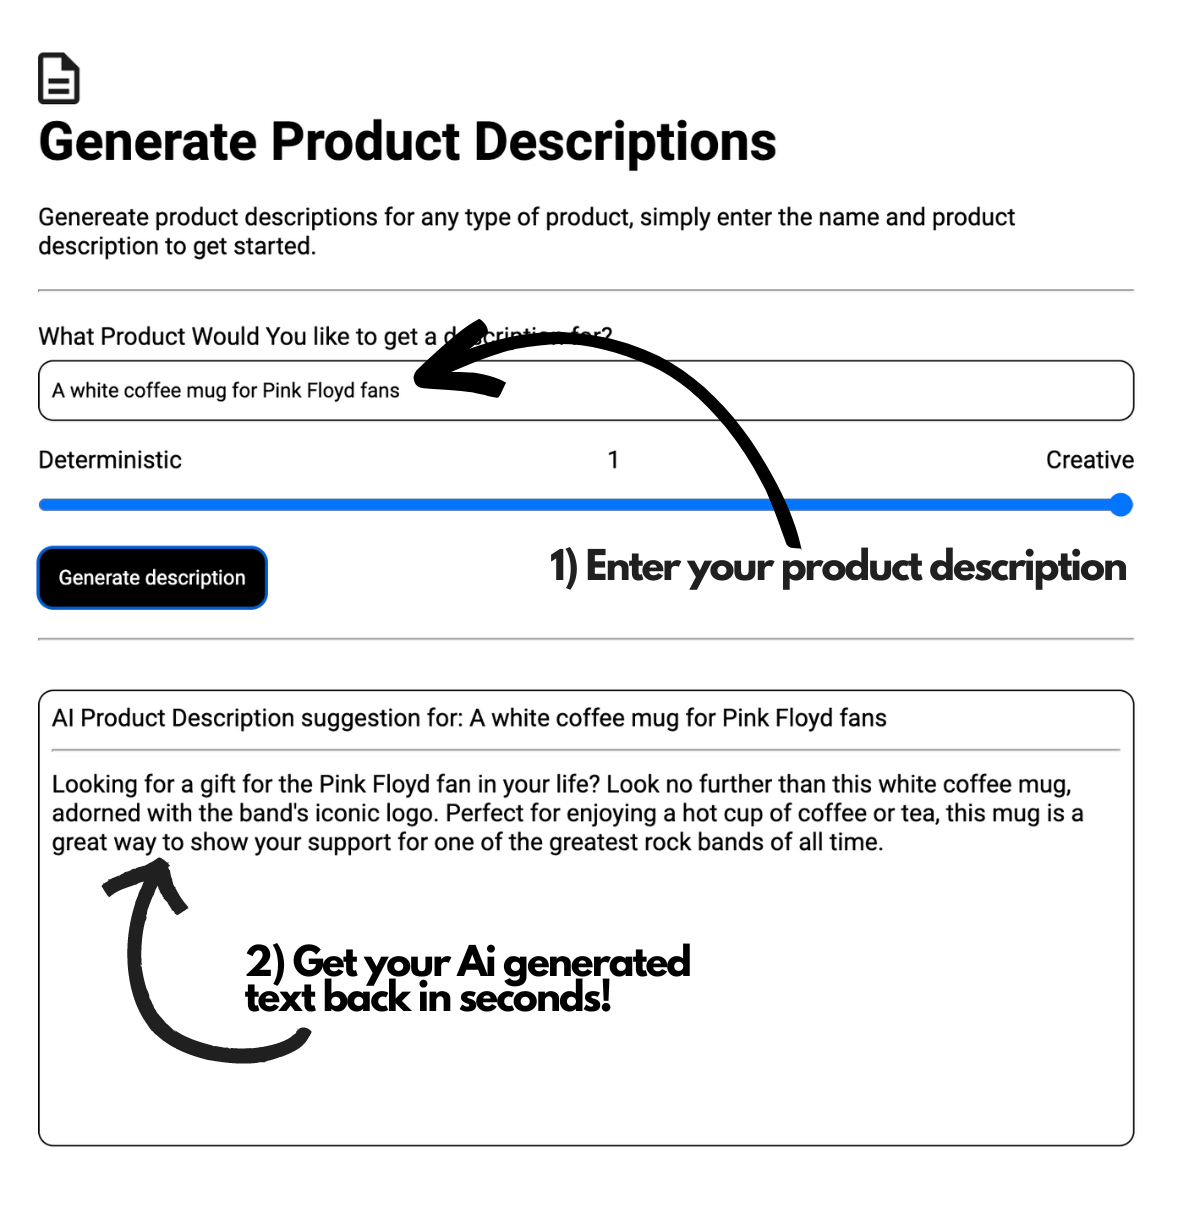 Generate Product Descriptions
Genereate product descriptions for any type of product, simply enter the name and product
description to get started.
What Product Would You like to get a description for?
A white coffee mug for Pink Floyd fans
Deterministic 1 Creative
Generate description
1) Enter your product description
AI Product Description suggestion for: A white coffee mug for Pink Floyd fans
Looking for a gift for the Pink Floyd fan in your life? Look no further than this white coffee mug,
adorned with the band's iconic logo. Perfect for enjoying a hot cup of coffee or tea, this mug is a
great way to show your support for one of the greatest rock bands of all time.
2) Get your Ai generated
text back in seconds!